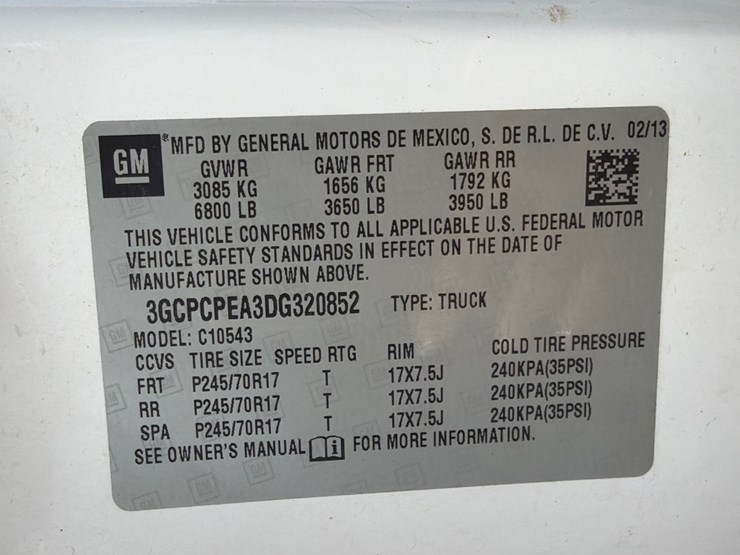 GM
*MFD BY GENERAL MOTORS DE MEXICO, S. DE R.L. DE C.V. 02/13
GVWR GAWR FRT GAWR RR
3085 KG 1656 KG 1792 KG
6800 LB 3650 LB 3950 LB
THIS VEHICLE CONFORMS TO ALL APPLICABLE U.S. FEDERAL MOTOR
VEHICLE SAFETY STANDARDS IN EFFECT ON THE DATE OF
MANUFACTURE SHOWN ABOVE.
3GCPCPEA3DG320852 TYPE: TRUCK
MODEL: C10543
CCVS TIRE SIZE SPEED RTG RIM COLD TIRE PRESSURE
FRT P245/70R17 T 17X7.5J 240KPA(35PSI)
RR P245/70R17 T 17X7.5J 240KPA(35PSI)
SPA P245/70R17 T 17X7.5J 240KPA(35PSI)
SEE OWNER'S MANUAL i FOR MORE INFORMATION.